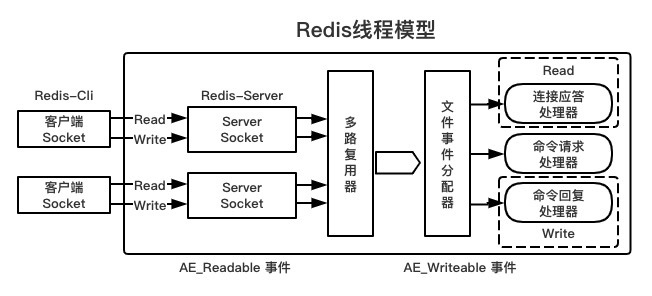 Redis线程模型
Redis-Cli
客户端
Socket
Read
Write
Redis-Server
Server
Socket
客户端
Socket
Read
Write
Server
Socket
多路复用器
文件事件分配器
Read
连接应答
处理器
命令请求
处理器
命令回复
处理器
Write
AE_Readable 事件
AE_Writeable 事件